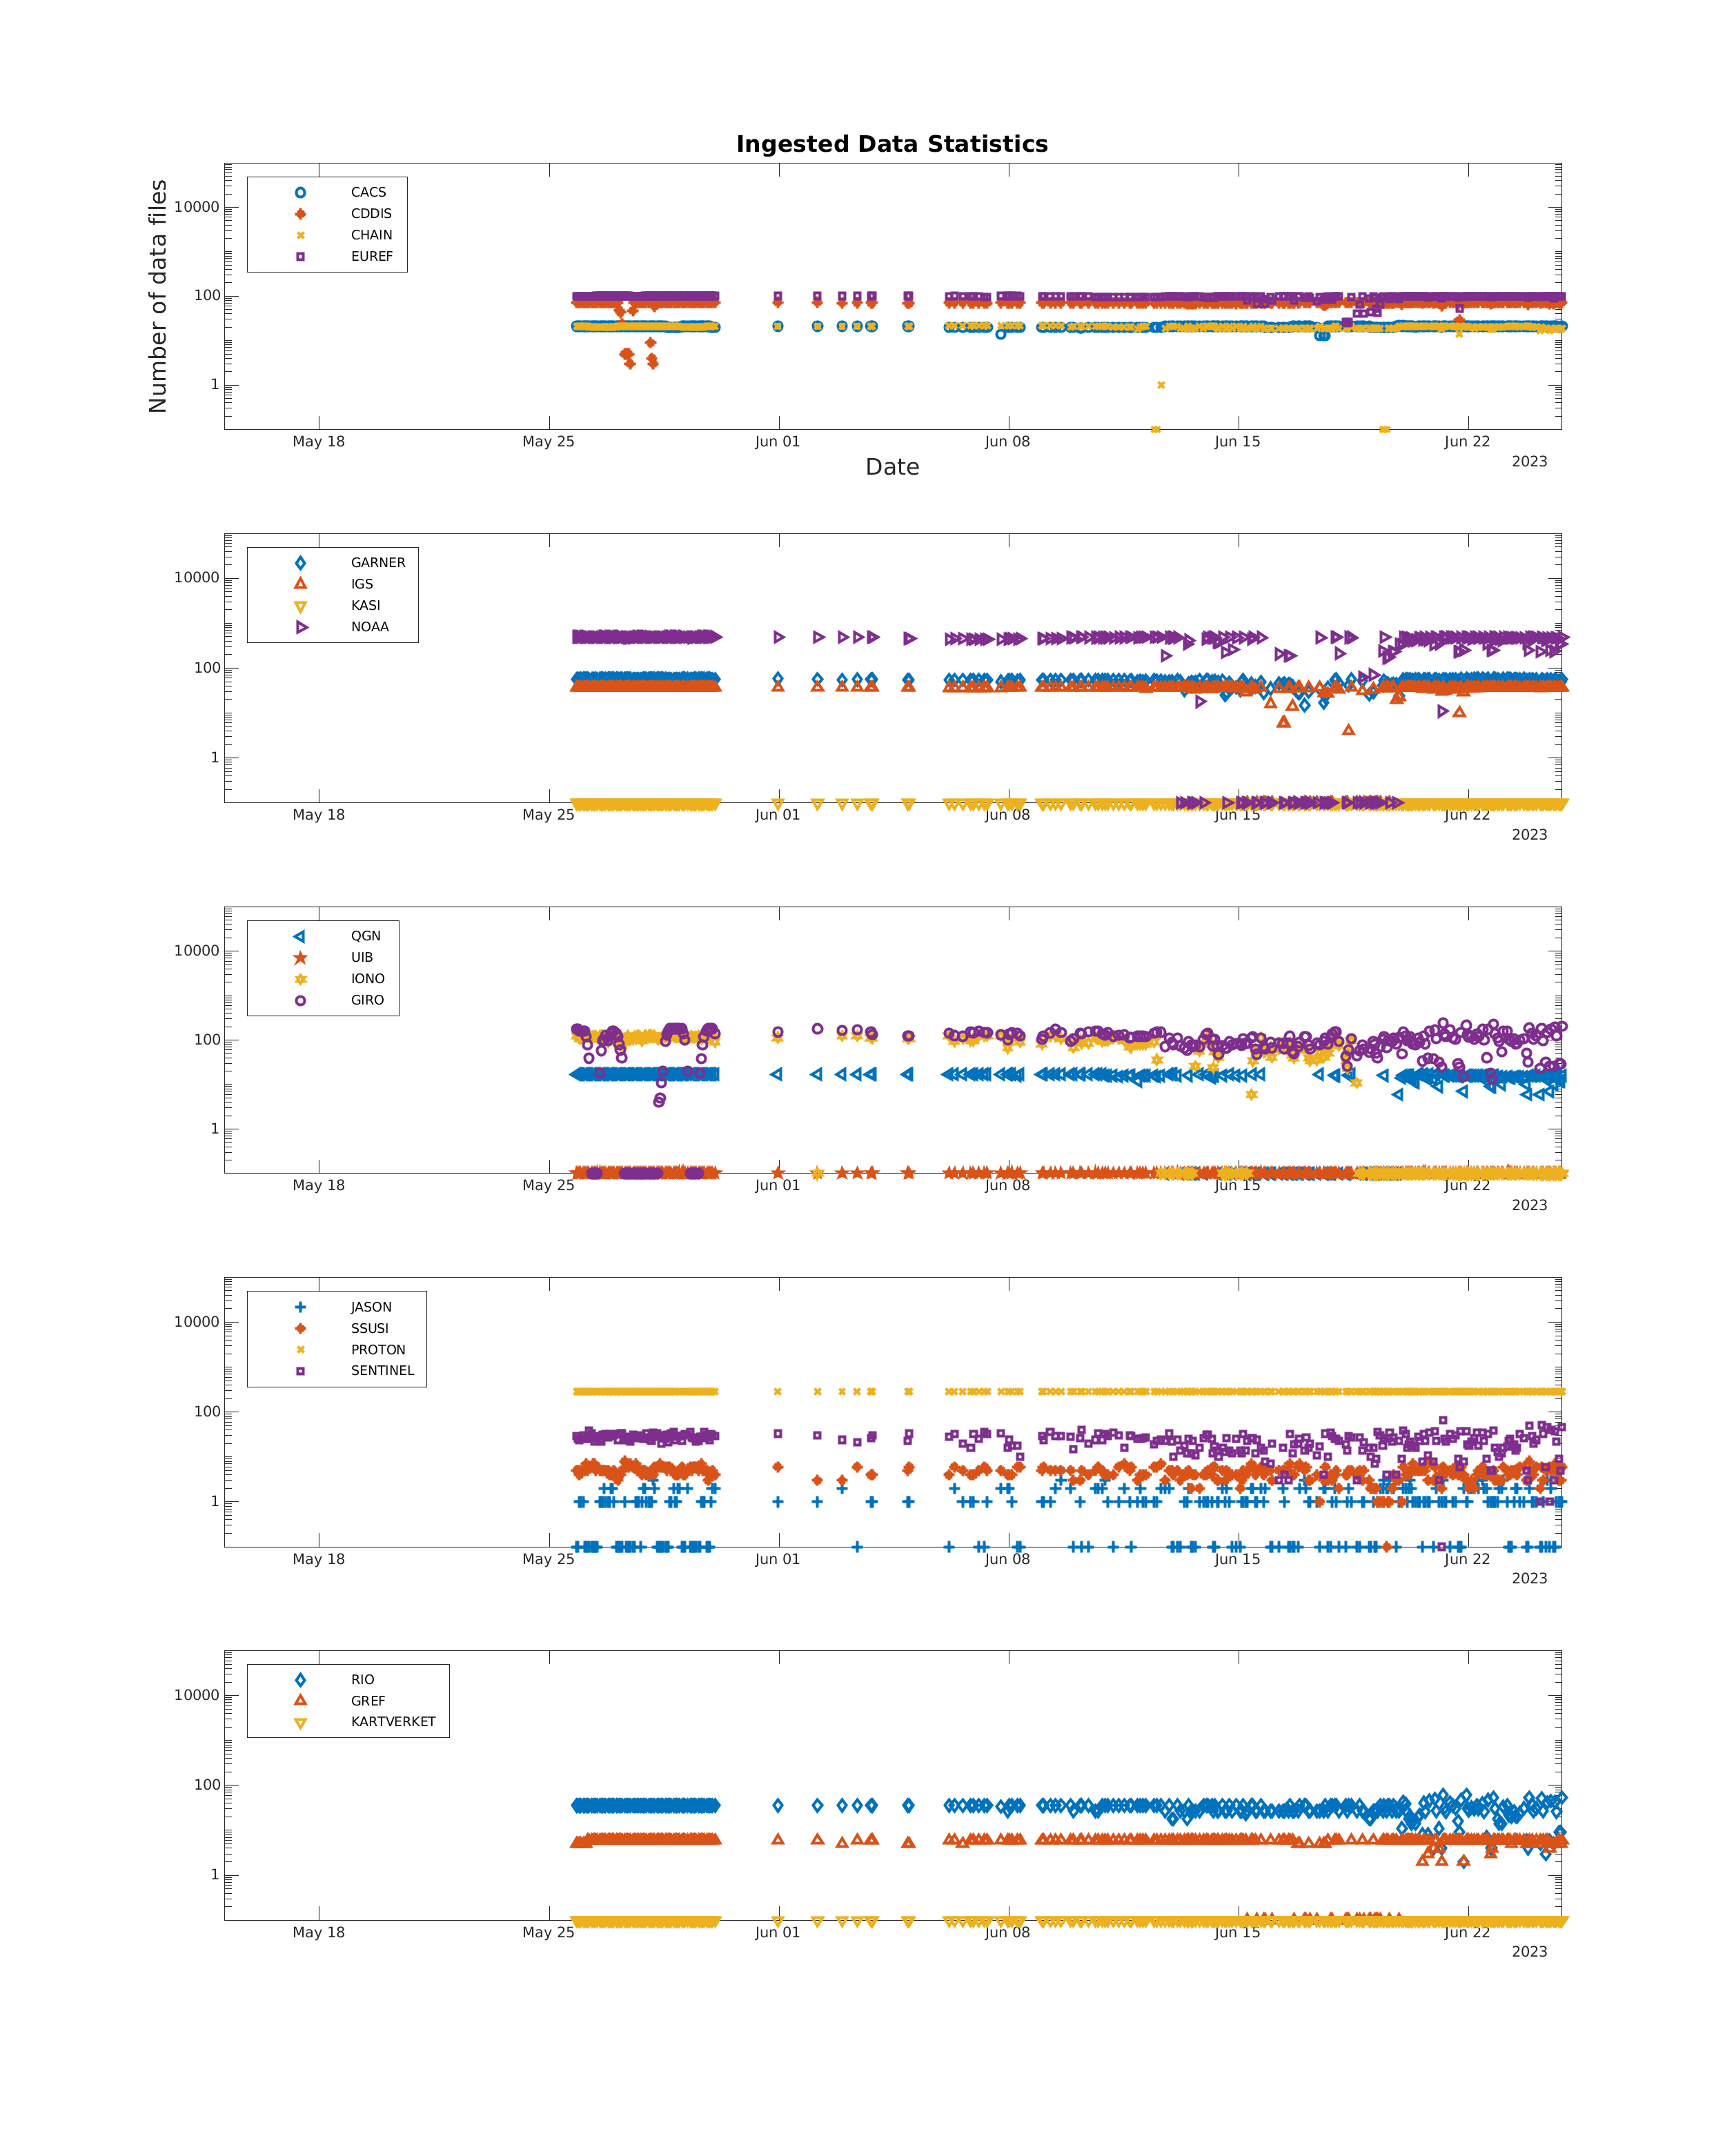 Ingested Data Statistics
Number of data files
10000
100
1
CACS
CDDIS
CHAIN
EUREF
May 18
May 25
Jun 01
Jun 08
Jun 15
Jun 22
2023
Date
10000
100
1
GARNER
IGS
KASI
NOAA
May 18
May 25
Jun 01
Jun 08
Jun 15
Jun 22
2023
10000
100
1
QGN
UIB
IONO
GIRO
May 18
May 25
Jun 01
Jun 08
Jun 15
Jun 22
2023
10000
100
1
JASON
SSUSI
PROTON
SENTINEL
May 18
May 25
Jun 01
Jun 08
Jun 15
Jun 22
2023
10000
100
1
RIO
GREF
KARTVERKET
May 18
May 25
Jun 01
Jun 08
Jun 15
Jun 22
2023